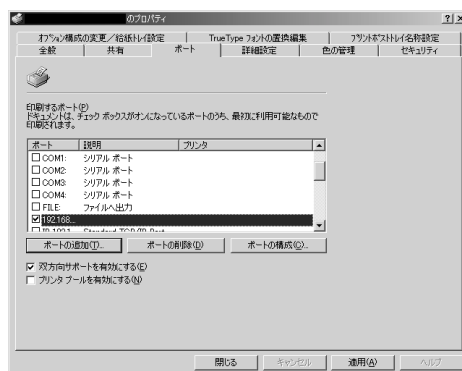 のプロパティ
オプション構成の変更／給紙トレイ設定
TrueType フォントの置換編集
プリントポストトレイ名称設定
全般
共有
ポート
詳細設定
色の管理
セキュリティ
印刷するポート(P)
ドキュメントは、チェック ボックスがオンになっているポートのうち、最初に利用可能なもので
印刷されます。
ポート 説明 プリンタ
COM1: シリアル ポート
COM2: シリアル ポート
COM3: シリアル ポート
COM4: シリアル ポート
FILE: ファイルへ出力
192.168...
Standard TCP/IP Port
ポートの追加(T)...
ポートの削除(D)
ポートの構成(C)...
双方向サポートを有効にする(E)
プリンタ プールを有効にする(N)
閉じる
キャンセル
適用(A)
ヘルプ